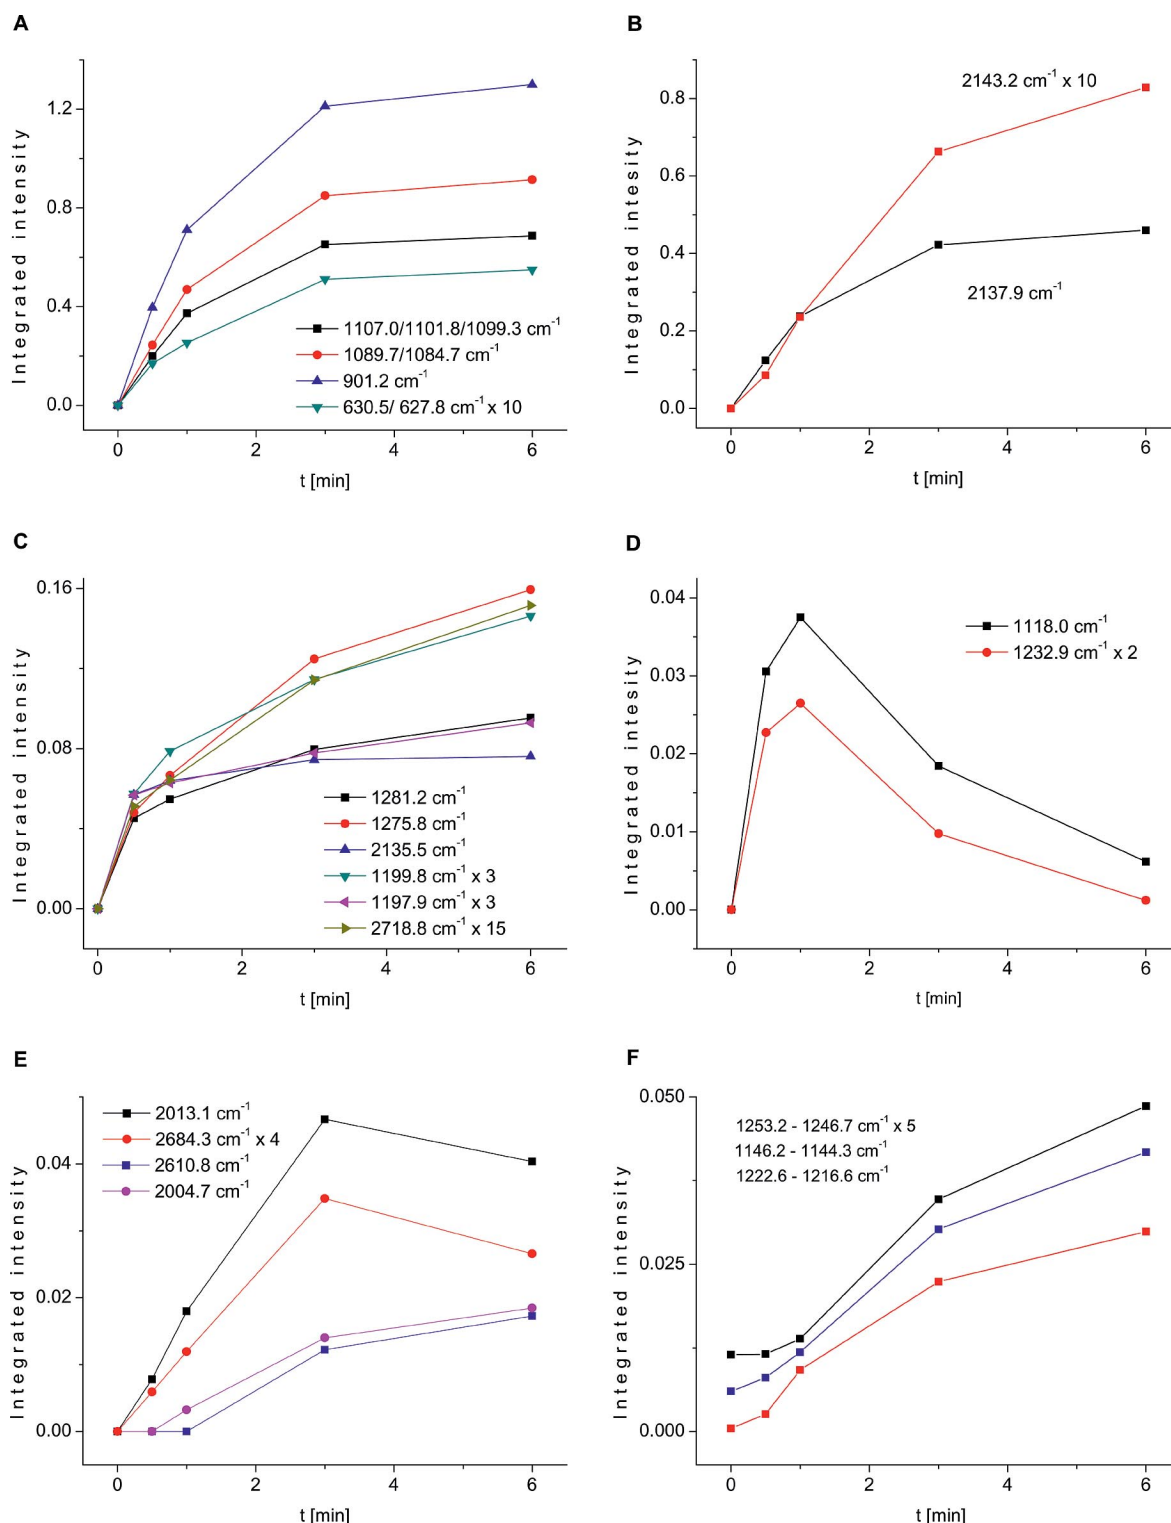 A
Integrated intensity
1.2
0.8
0.4
0.0
1107.0/1101.8/1099.3 cm⁻¹
1089.7/1084.7 cm⁻¹
901.2 cm⁻¹
630.5/ 627.8 cm⁻¹ x 10
0 2 4 6
t [min]
B
Integrated intesity
0.8
0.6
0.4
0.2
0.0
2143.2 cm⁻¹ x 10
2137.9 cm⁻¹
0 2 4 6
t [min]
C
Integrated intensity
0.16
0.08
0.00
1281.2 cm⁻¹
1275.8 cm⁻¹
2135.5 cm⁻¹
1199.8 cm⁻¹ x 3
1197.9 cm⁻¹ x 3
2718.8 cm⁻¹ x 15
0 2 4 6
t [min]
D
Integrated intesity
0.04
0.03
0.02
0.01
0.00
1118.0 cm⁻¹
1232.9 cm⁻¹ x 2
0 2 4 6
t [min]
E
Integrated intensity
0.04
0.02
0.00
2013.1 cm⁻¹
2684.3 cm⁻¹ x 4
2610.8 cm⁻¹
2004.7 cm⁻¹
0 2 4 6
t [min]
F
Integrated intensity
0.050
0.025
0.000
1253.2 - 1246.7 cm⁻¹ x 5
1146.2 - 1144.3 cm⁻¹
1222.6 - 1216.6 cm⁻¹
0 2 4 6
t [min]